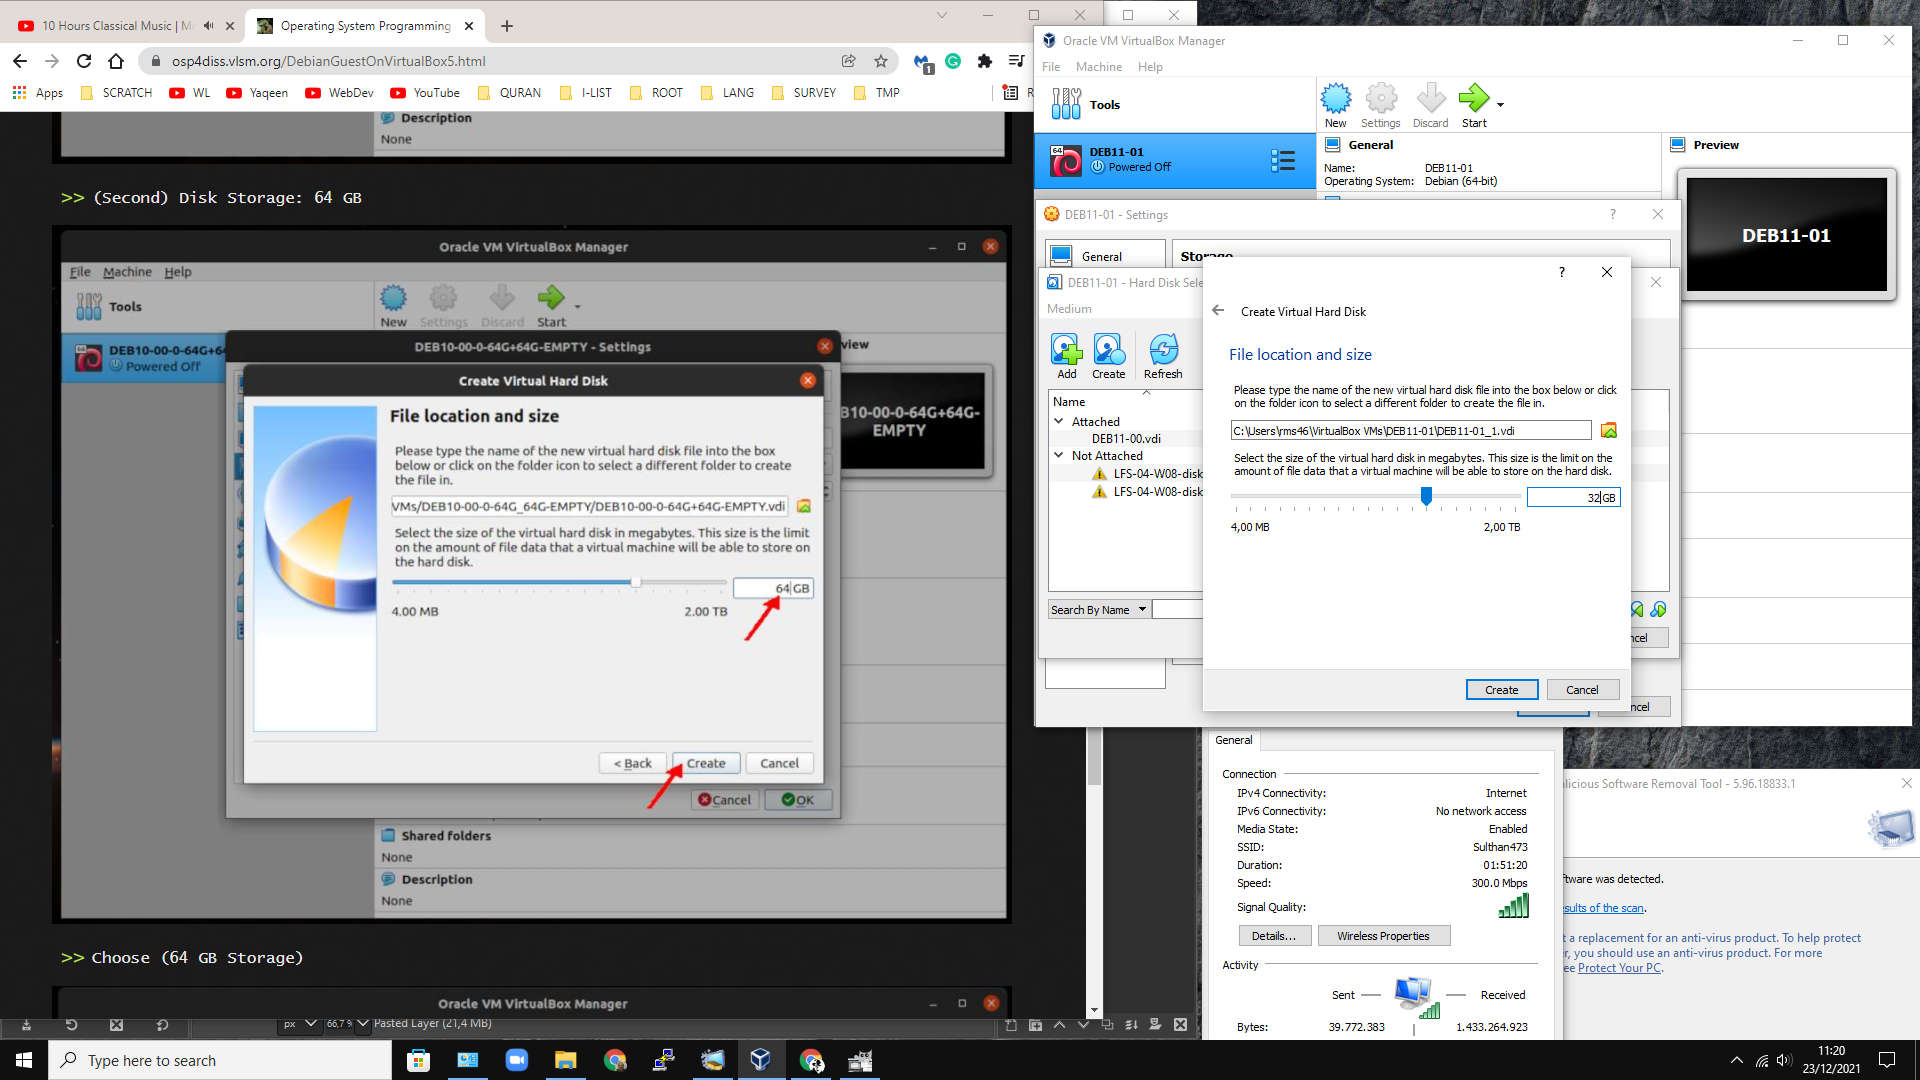 10 Hours Classical Music | M
Operating System Programming
osp4diss.vlsm.org/DebianGuestOnVirtualBox5.html
1
Apps
SCRATCH
WL
Yaqeen
WebDev
YouTube
QURAN
I-LIST
ROOT
LANG
SURVEY
TMP
R
Description
None
>> (Second) Disk Storage: 64 GB
Oracle VM VirtualBox Manager
File Machine Help
Tools
New
Settings
Discard
Start
DEB10-00-0-64G+64
Powered Off
view
DEB10-00-0-64G+64G-EMPTY - Settings
B10-00-0-64G+64G-
EMPTY
Create Virtual Hard Disk
File location and size
Please type the name of the new virtual hard disk file into the box
below or click on the folder icon to select a different folder to create
the file in.
VMs/DEB10-00-0-64G_64G-EMPTY/DEB10-00-0-64G+64G-EMPTY.vdi
Select the size of the virtual hard disk in megabytes. This size is the limit
on the amount of file data that a virtual machine will be able to store on
the hard disk.
64 GB
4.00 MB
2.00 TB
< Back
Create
Cancel
Cancel
OK
Shared folders
None
Description
None
>> Choose (64 GB Storage)
Oracle VM VirtualBox Manager
px
66,7 %
Pasted Layer (21,4 MB)
Oracle VM VirtualBox Manager
File Machine Help
Tools
New
Settings
Discard
Start
64
DEB11-01
Powered Off
General
Name: DEB11-01
Operating System: Debian (64-bit)
Preview
DEB11-01
DEB11-01 - Settings
?
General
Storage
DEB11-01 - Hard Disk Sele
Medium
Add
Create
Refresh
Name
Attached
DEB11-00.vdi
Not Attached
LFS-04-W08-disk
LFS-04-W08-disk
Search By Name
ncel
ncel
?
Create Virtual Hard Disk
File location and size
Please type the name of the new virtual hard disk file into the box below or click
on the folder icon to select a different folder to create the file in.
C:\Users\rms46\VirtualBox VMs\DEB11-01\DEB11-01_1.vdi
Select the size of the virtual hard disk in megabytes. This size is the limit on the
amount of file data that a virtual machine will be able to store on the hard disk.
32 GB
4,00 MB
2,00 TB
Create
Cancel
General
Connection
IPv4 Connectivity: Internet
IPv6 Connectivity: No network access
Media State: Enabled
SSID: Sulthan473
Duration: 01:51:20
Speed: 300.0 Mbps
Signal Quality:
Details...
Wireless Properties
Activity
Sent
Received
Bytes: 39.772.383 | 1.433.264.923
licious Software Removal Tool - 5.96.18833.1
ftware was detected.
esults of the scan.
t a replacement for an anti-virus product. To help protect
r, you should use an anti-virus product. For more
ee Protect Your PC.
Type here to search
11:20
23/12/2021